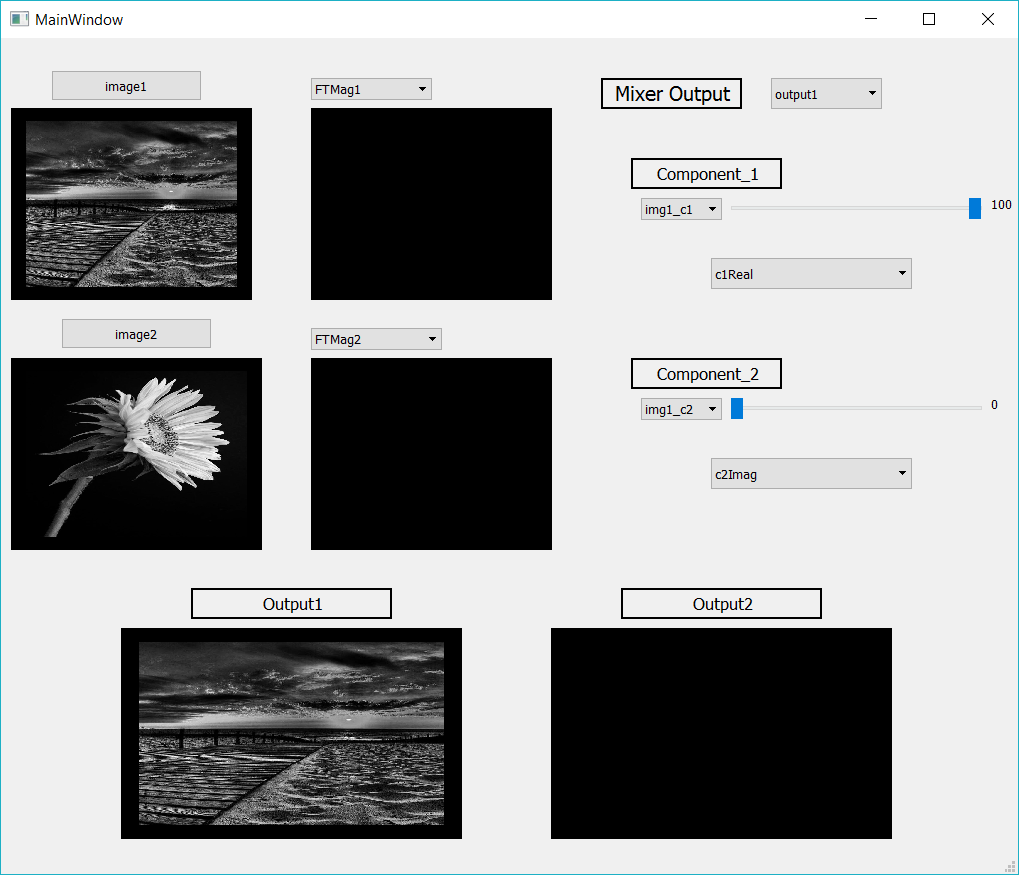 MainWindow
image1
FTMag1
Mixer Output
output1
Component_1
img1_c1
100
c1Real
image2
FTMag2
Component_2
img1_c2
0
c2Imag
Output1
Output2